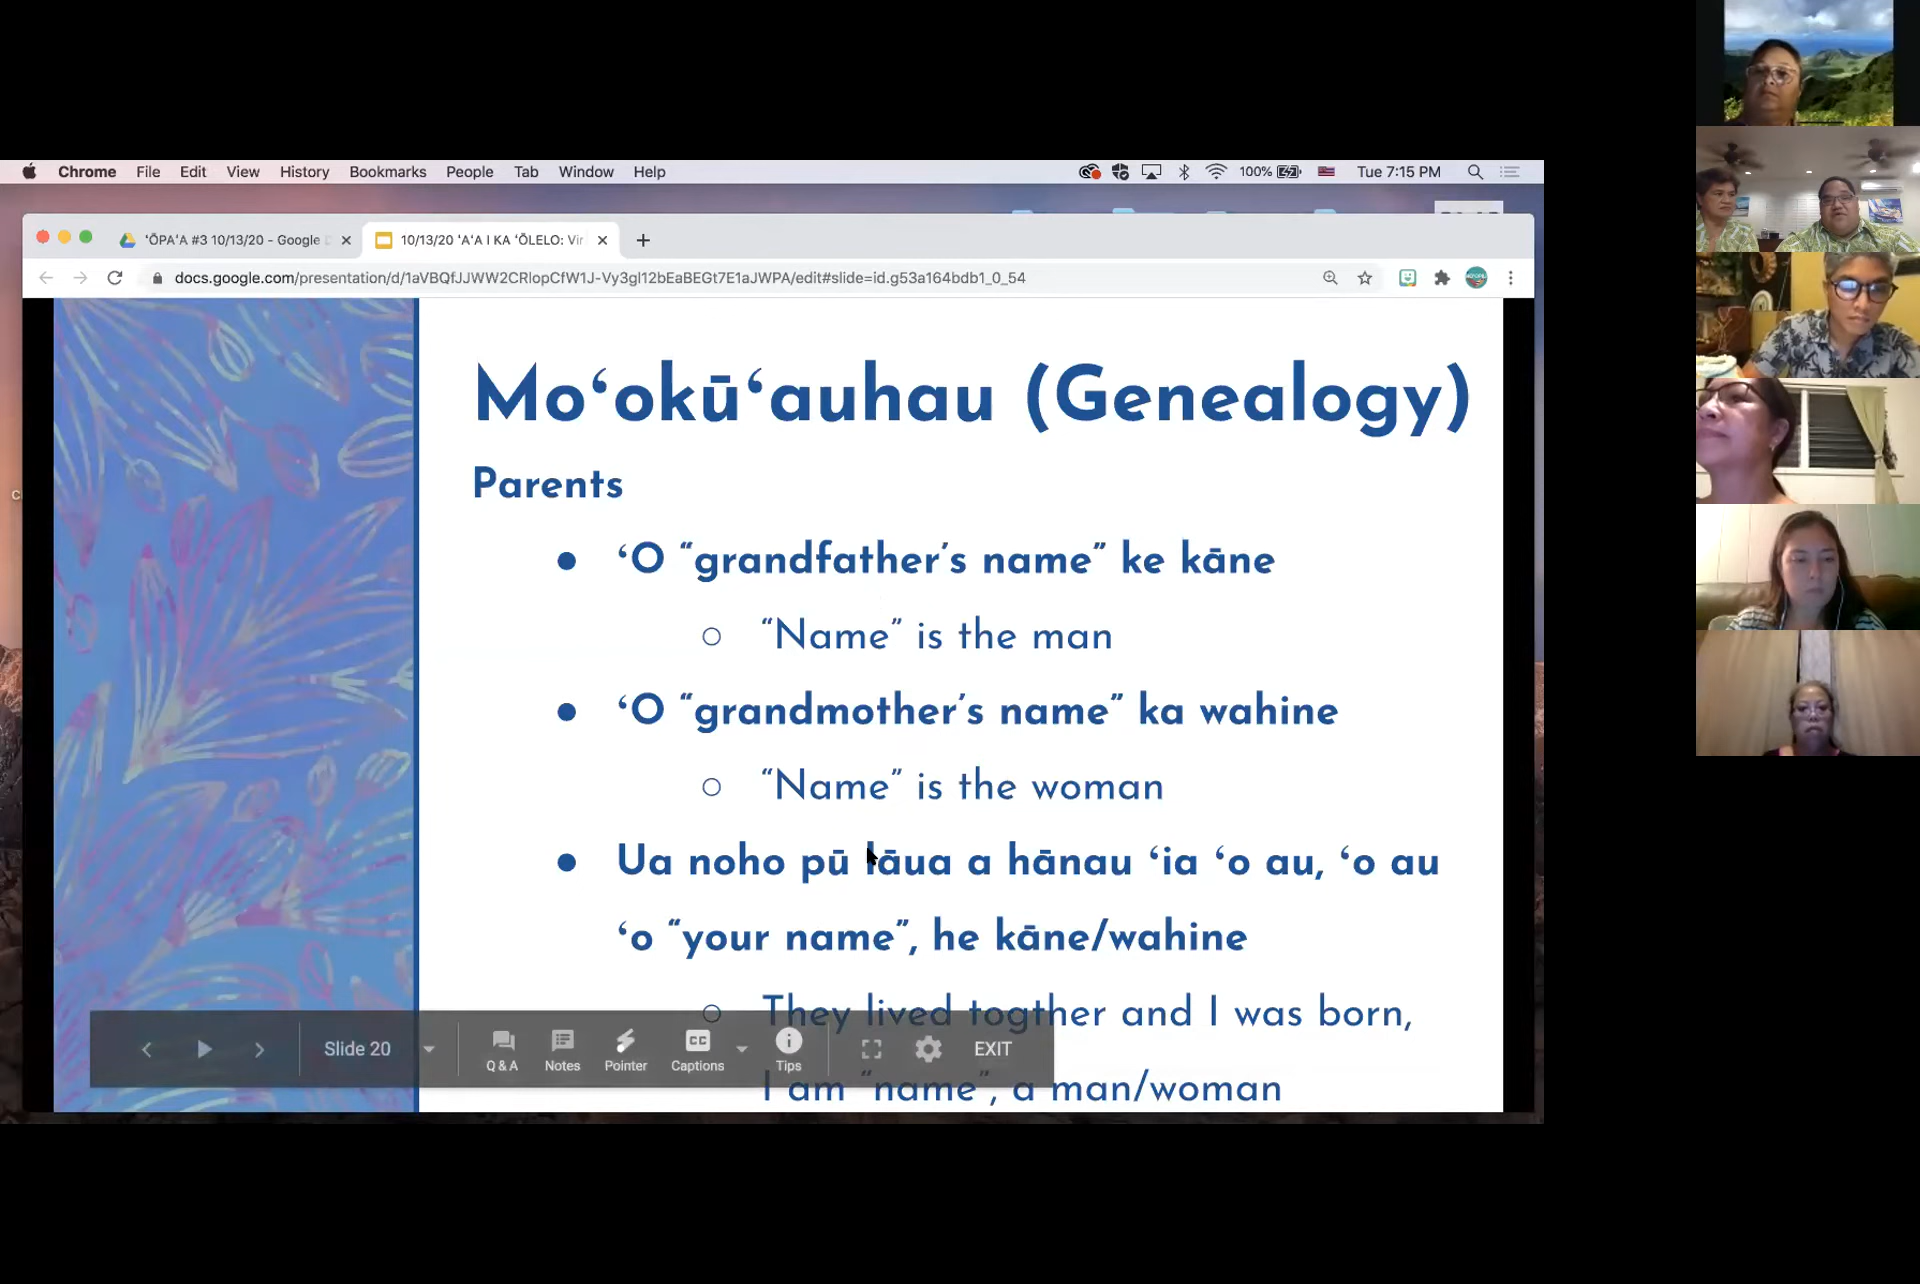 Chrome File Edit View History Bookmarks People Tab Window Help 100% Tue 7:15 PM
ʻŌPAʻA #3 10/13/20 - Google D
10/13/20 ʻAʻA I KA ʻŌLELO: Vir
docs.google.com/presentation/d/1aVBQfJJWW2CRlopCfW1J-Vy3gl12bEaBEGt7E1aJWPA/edit#slide=id.g53a164bdb1_0_54
Moʻokūʻauhau (Genealogy)
Parents
● ʻO “grandfather’s name” ke kāne
○ “Name” is the man
● ʻO “grandmother’s name” ka wahine
○ “Name” is the woman
● Ua noho pū lāua a hānau ʻia ʻo au, ʻo au
ʻo “your name”, he kāne/wahine
○ They lived togther and I was born,
I am “name”, a man/woman
Slide 20
Q & A Notes Pointer Captions Tips EXIT